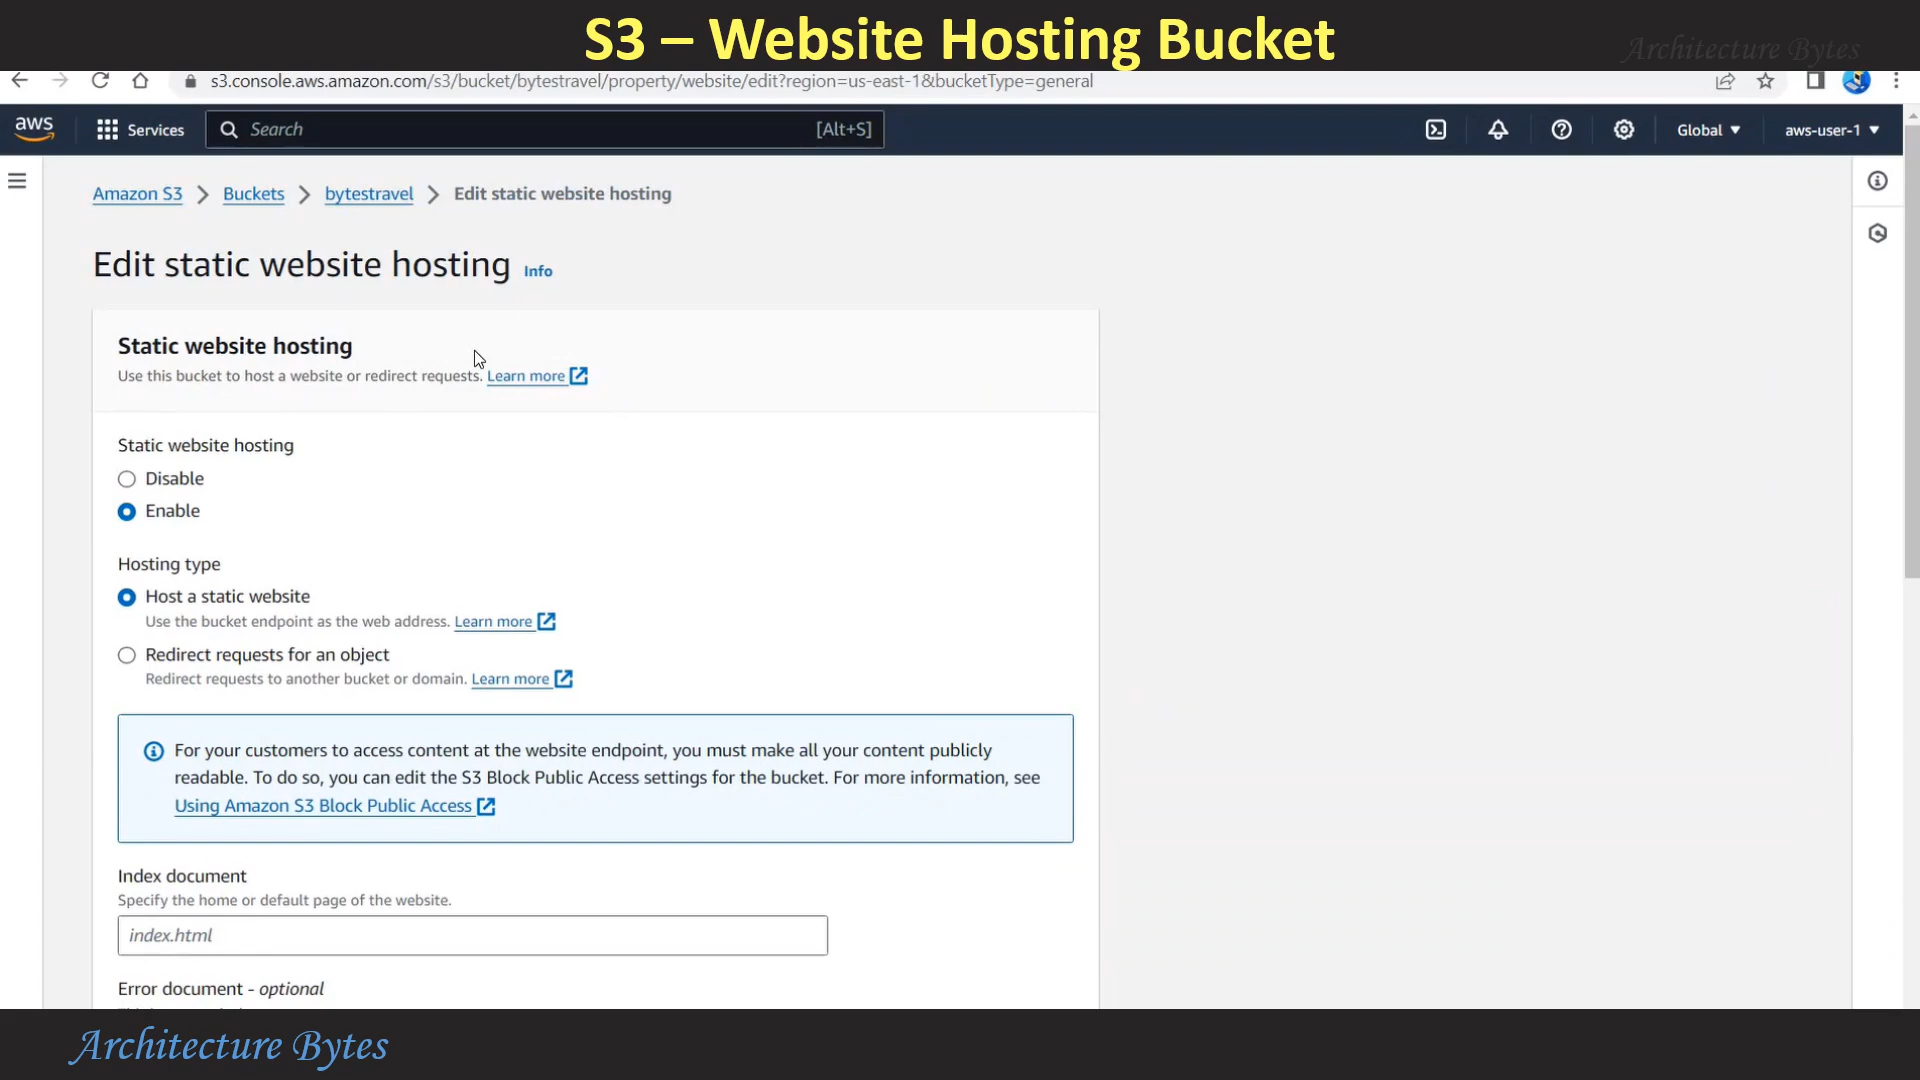 S3 – Website Hosting Bucket
Architecture Bytes
s3.console.aws.amazon.com/s3/bucket/bytestravel/property/website/edit?region=us-east-1&bucketType=general
aws
Services
Search
[Alt+S]
Global
aws-user-1
Amazon S3
Buckets
bytestravel
Edit static website hosting
Edit static website hosting Info
Static website hosting
Use this bucket to host a website or redirect requests. Learn more
Static website hosting
Disable
Enable
Hosting type
Host a static website
Use the bucket endpoint as the web address. Learn more
Redirect requests for an object
Redirect requests to another bucket or domain. Learn more
For your customers to access content at the website endpoint, you must make all your content publicly
readable. To do so, you can edit the S3 Block Public Access settings for the bucket. For more information, see
Using Amazon S3 Block Public Access
Index document
Specify the home or default page of the website.
index.html
Error document - optional
Architecture Bytes